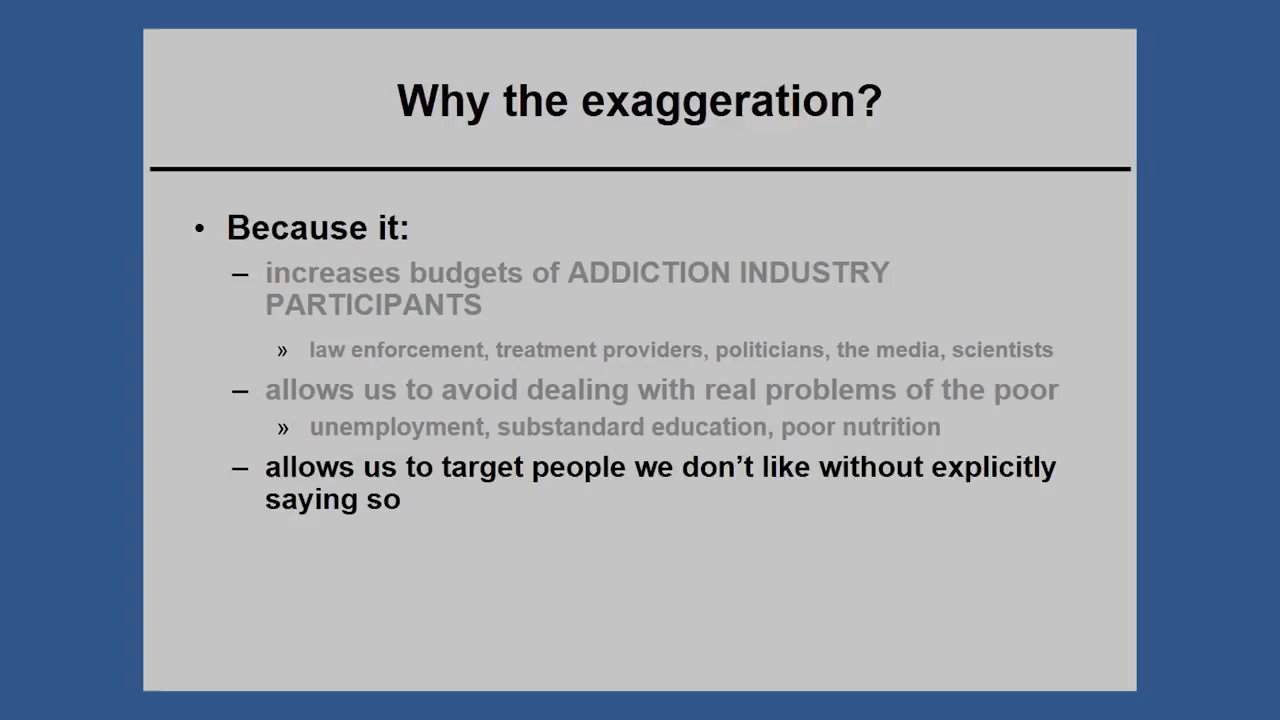 Why the exaggeration?
• Because it:
– increases budgets of ADDICTION INDUSTRY
PARTICIPANTS
» law enforcement, treatment providers, politicians, the media, scientists
– allows us to avoid dealing with real problems of the poor
» unemployment, substandard education, poor nutrition
– allows us to target people we don’t like without explicitly
saying so